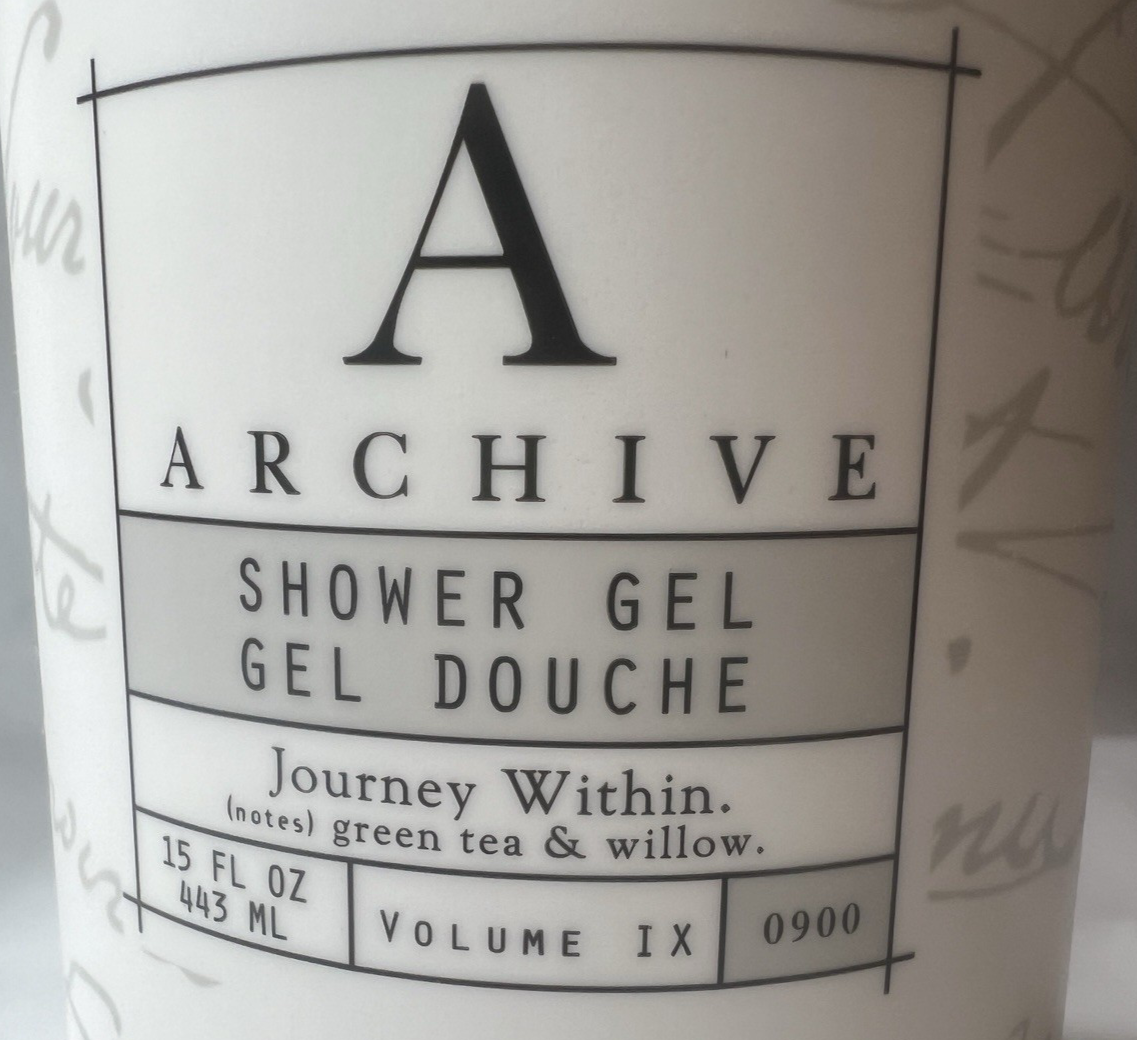 A
ARCHIVE
SHOWER GEL
GEL DOUCHE
Journey Within.
(notes) green tea & willow.
15 FL OZ
443 ML
VOLUME IX
0900